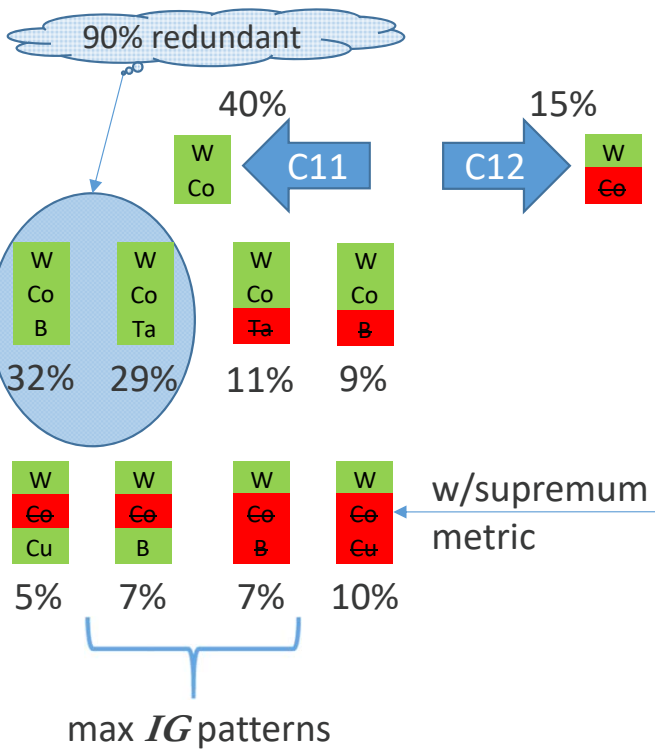 90% redundant
40%
15%
W
Co
C11
C12
W
Co
W
Co
B
W
Co
Ta
W
Co
Ta
W
Co
B
32%
29%
11%
9%
W
Co
Cu
W
Co
B
W
Co
B
W
Co
Cu
w/supremum
metric
5%
7%
7%
10%
max IG patterns